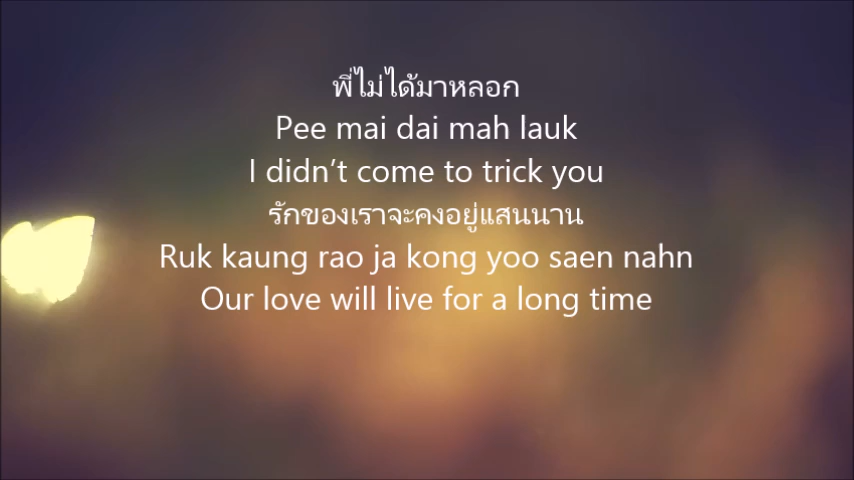 พี่ไม่ได้มาหลอก
Pee mai dai mah lauk
I didn’t come to trick you
รักของเราจะคงอยู่แสนนาน
Ruk kaung rao ja kong yoo saen nahn
Our love will live for a long time